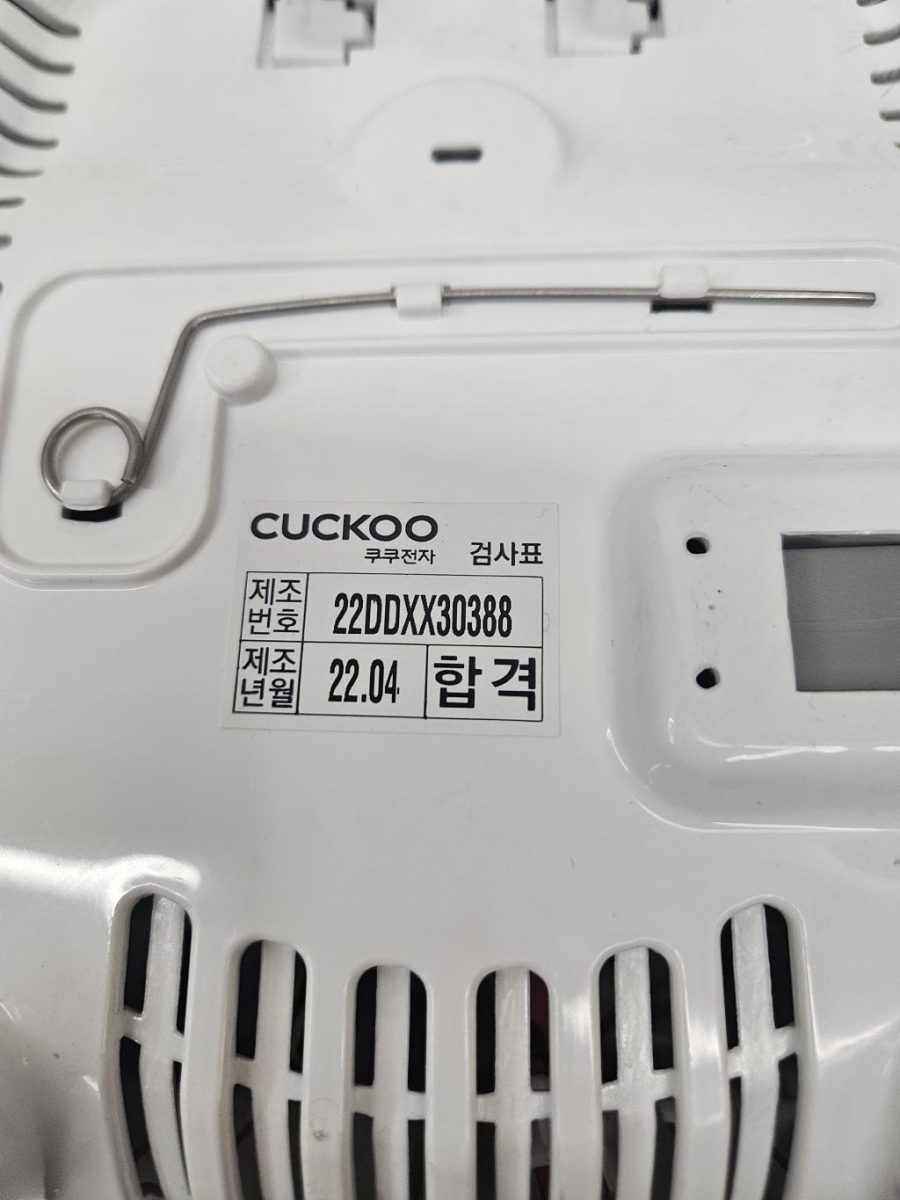 CUCKOO
쿠쿠전자 검사표
제조
번호 22DDXX30388
제조
년월 22.04 합격